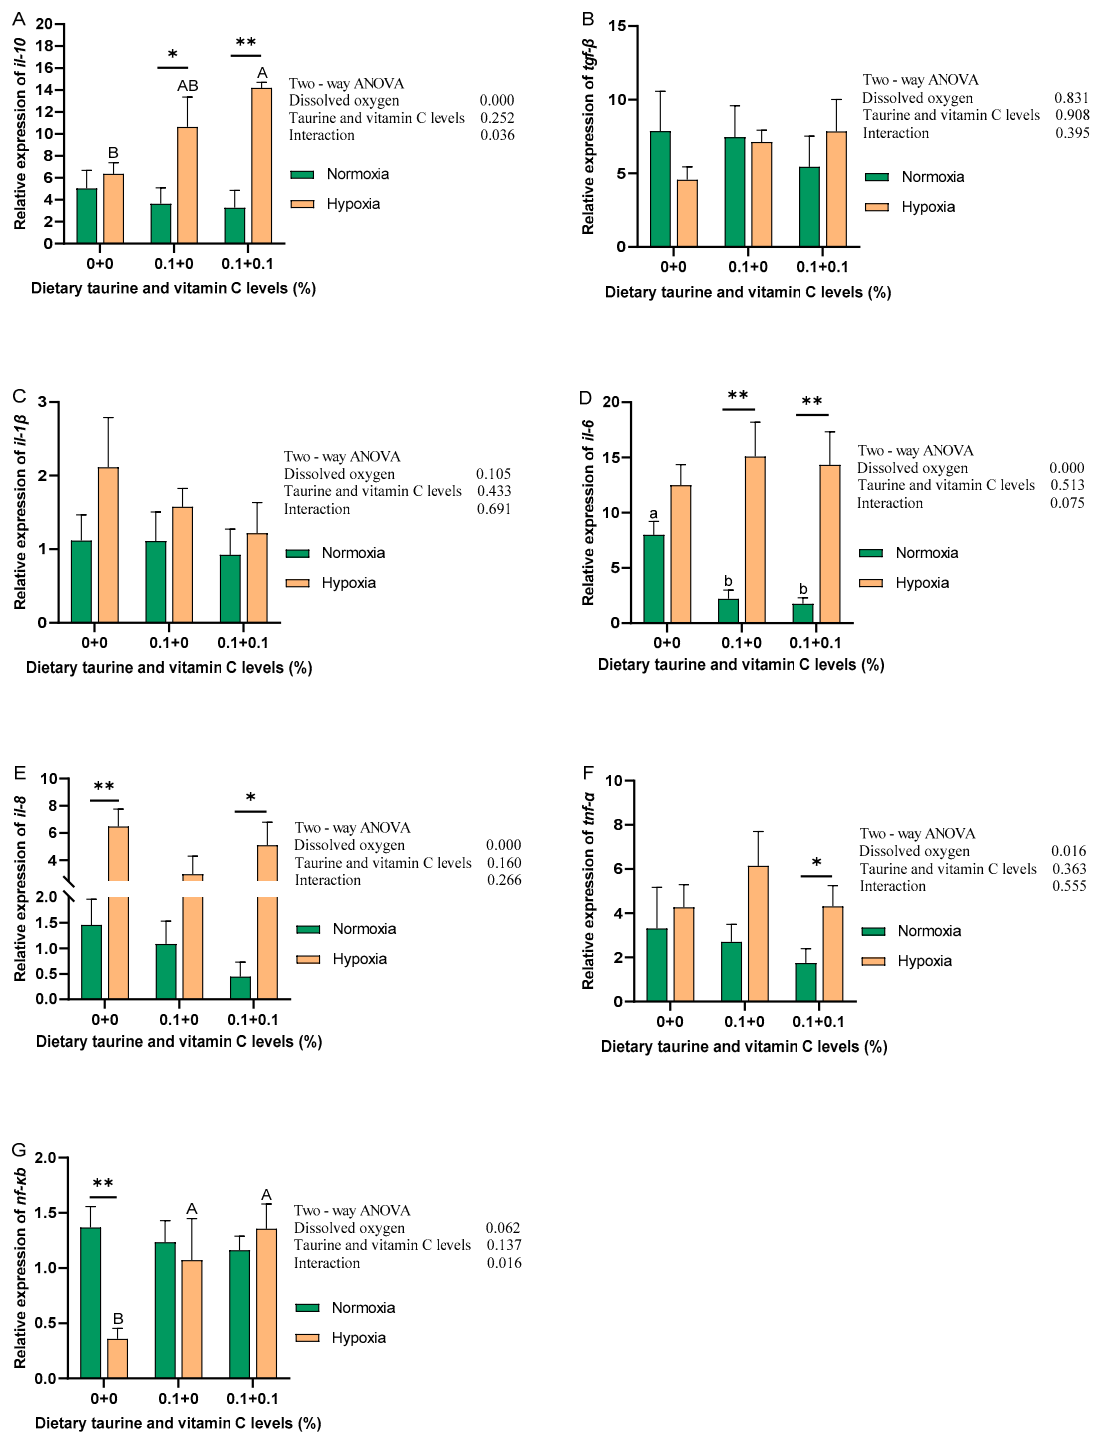 A
Relative expression of il-10
20
18
16
14
12
10
8
6
4
2
0
B
AB
A
*
**
0+0
0.1+0
0.1+0.1
Dietary taurine and vitamin C levels (%)
Two - way ANOVA
Dissolved oxygen 0.000
Taurine and vitamin C levels 0.252
Interaction 0.036
Normoxia
Hypoxia
B
Relative expression of tgf-β
15
10
5
0
0+0
0.1+0
0.1+0.1
Dietary taurine and vitamin C levels (%)
Two - way ANOVA
Dissolved oxygen 0.831
Taurine and vitamin C levels 0.908
Interaction 0.395
Normoxia
Hypoxia
C
Relative expression of il-1β
3
2
1
0
0+0
0.1+0
0.1+0.1
Dietary taurine and vitamin C levels (%)
Two - way ANOVA
Dissolved oxygen 0.105
Taurine and vitamin C levels 0.433
Interaction 0.691
Normoxia
Hypoxia
D
Relative expression of il-6
20
15
10
5
0
a
b
b
**
**
0+0
0.1+0
0.1+0.1
Dietary taurine and vitamin C levels (%)
Two - way ANOVA
Dissolved oxygen 0.000
Taurine and vitamin C levels 0.513
Interaction 0.075
Normoxia
Hypoxia
E
Relative expression of il-8
10
8
6
4
2.0
1.5
1.0
0.5
0.0
**
*
0+0
0.1+0
0.1+0.1
Dietary taurine and vitamin C levels (%)
Two - way ANOVA
Dissolved oxygen 0.000
Taurine and vitamin C levels 0.160
Interaction 0.266
Normoxia
Hypoxia
F
Relative expression of tnf-α
10
8
6
4
2
0
*
0+0
0.1+0
0.1+0.1
Dietary taurine and vitamin C levels (%)
Two - way ANOVA
Dissolved oxygen 0.016
Taurine and vitamin C levels 0.363
Interaction 0.555
Normoxia
Hypoxia
G
Relative expression of nf-κb
2.0
1.5
1.0
0.5
0.0
**
B
A
A
0+0
0.1+0
0.1+0.1
Dietary taurine and vitamin C levels (%)
Two - way ANOVA
Dissolved oxygen 0.062
Taurine and vitamin C levels 0.137
Interaction 0.016
Normoxia
Hypoxia